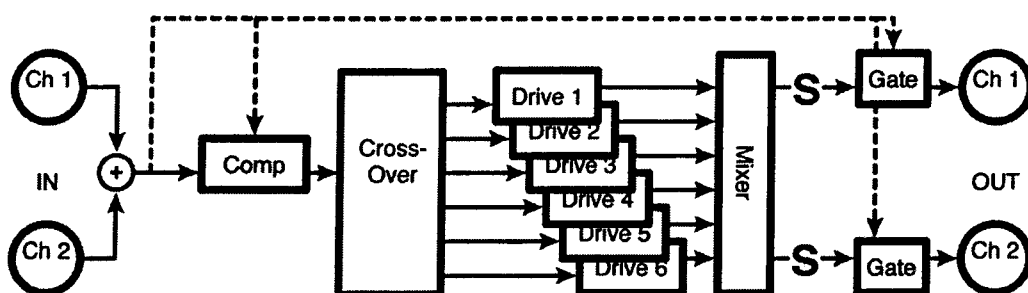 Ch 1
IN
Ch 2
+
Comp
Cross-
Over
Drive 1
Drive 2
Drive 3
Drive 4
Drive 5
Drive 6
Mixer
S
S
Gate
Gate
Ch 1
OUT
Ch 2